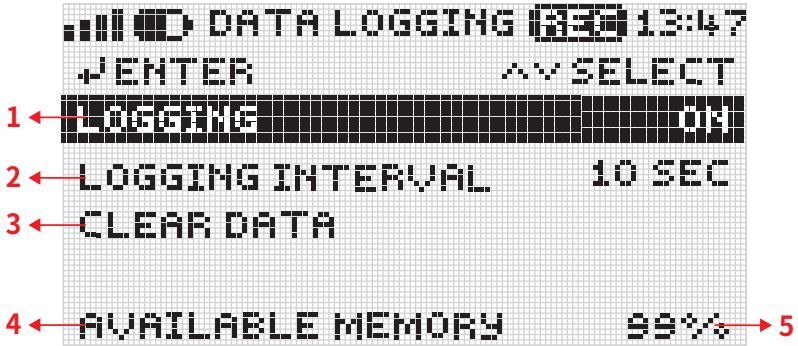 DATA LOGGING REC 13:47
↲ENTER ^∨SELECT
1 LOGGING ON
2 LOGGING INTERVAL 10 SEC
3 CLEAR DATA
4 AVAILABLE MEMORY 99% 5